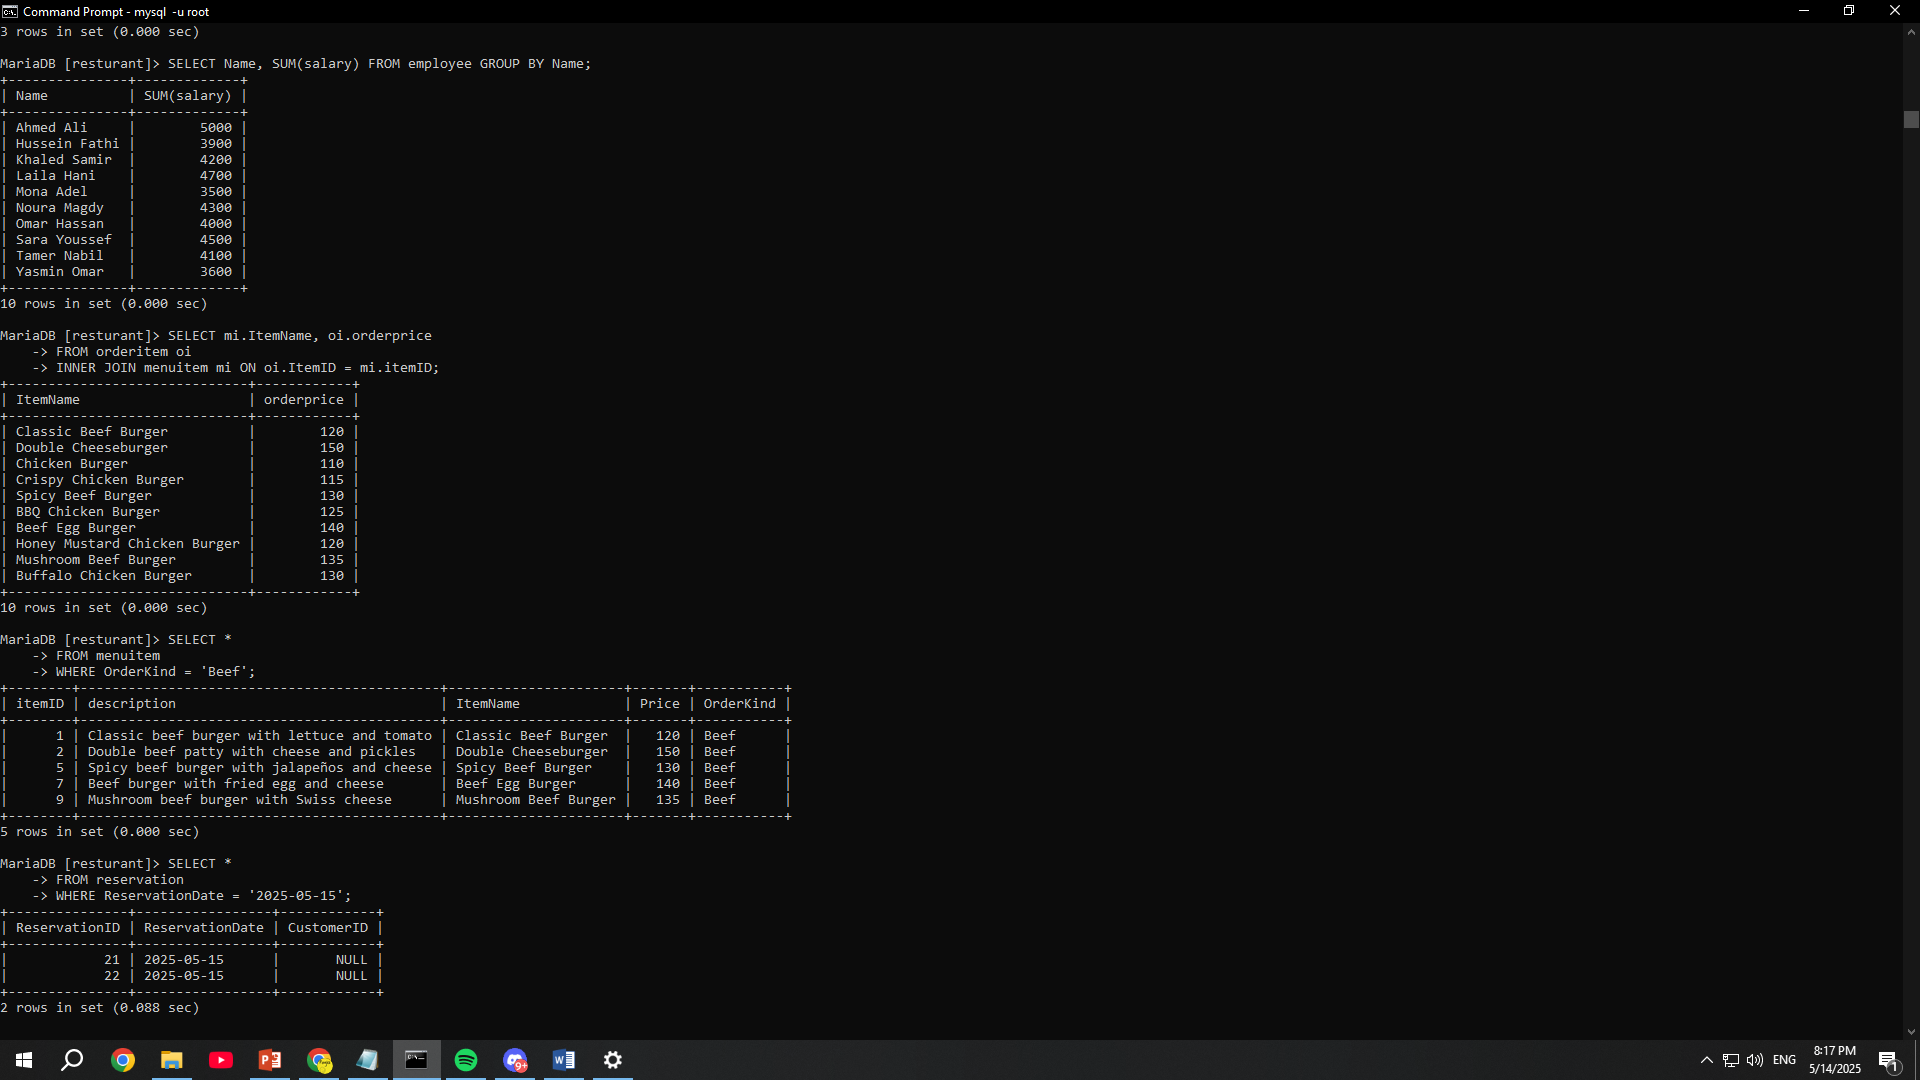 Command Prompt - mysql  -u root
3 rows in set (0.000 sec)

MariaDB [resturant]> SELECT Name, SUM(salary) FROM employee GROUP BY Name;
+---------------+-------------+
| Name          | SUM(salary) |
+---------------+-------------+
| Ahmed Ali     |        5000 |
| Hussein Fathi |        3900 |
| Khaled Samir  |        4200 |
| Laila Hani    |        4700 |
| Mona Adel     |        3500 |
| Noura Magdy   |        4300 |
| Omar Hassan   |        4000 |
| Sara Youssef  |        4500 |
| Tamer Nabil   |        4100 |
| Yasmin Omar   |        3600 |
+---------------+-------------+
10 rows in set (0.000 sec)

MariaDB [resturant]> SELECT mi.ItemName, oi.orderprice
    -> FROM orderitem oi
    -> INNER JOIN menuitem mi ON oi.ItemID = mi.itemID;
+------------------------------+------------+
| ItemName                     | orderprice |
+------------------------------+------------+
| Classic Beef Burger          |        120 |
| Double Cheeseburger          |        150 |
| Chicken Burger               |        110 |
| Crispy Chicken Burger        |        115 |
| Spicy Beef Burger            |        130 |
| BBQ Chicken Burger           |        125 |
| Beef Egg Burger              |        140 |
| Honey Mustard Chicken Burger |        120 |
| Mushroom Beef Burger         |        135 |
| Buffalo Chicken Burger       |        130 |
+------------------------------+------------+
10 rows in set (0.000 sec)

MariaDB [resturant]> SELECT *
    -> FROM menuitem
    -> WHERE OrderKind = 'Beef';
+--------+---------------------------------------------+----------------------+-------+-----------+
| itemID | description                                 | ItemName             | Price | OrderKind |
+--------+---------------------------------------------+----------------------+-------+-----------+
|      1 | Classic beef burger with lettuce and tomato | Classic Beef Burger  |   120 | Beef      |
|      2 | Double beef patty with cheese and pickles   | Double Cheeseburger  |   150 | Beef      |
|      5 | Spicy beef burger with jalapeños and cheese | Spicy Beef Burger    |   130 | Beef      |
|      7 | Beef burger with fried egg and cheese       | Beef Egg Burger      |   140 | Beef      |
|      9 | Mushroom beef burger with Swiss cheese      | Mushroom Beef Burger |   135 | Beef      |
+--------+---------------------------------------------+----------------------+-------+-----------+
5 rows in set (0.000 sec)

MariaDB [resturant]> SELECT *
    -> FROM reservation
    -> WHERE ReservationDate = '2025-05-15';
+---------------+-----------------+------------+
| ReservationID | ReservationDate | CustomerID |
+---------------+-----------------+------------+
|            21 | 2025-05-15      |       NULL |
|            22 | 2025-05-15      |       NULL |
+---------------+-----------------+------------+
2 rows in set (0.088 sec)
9+
ENG
8:17 PM
5/14/2025
1